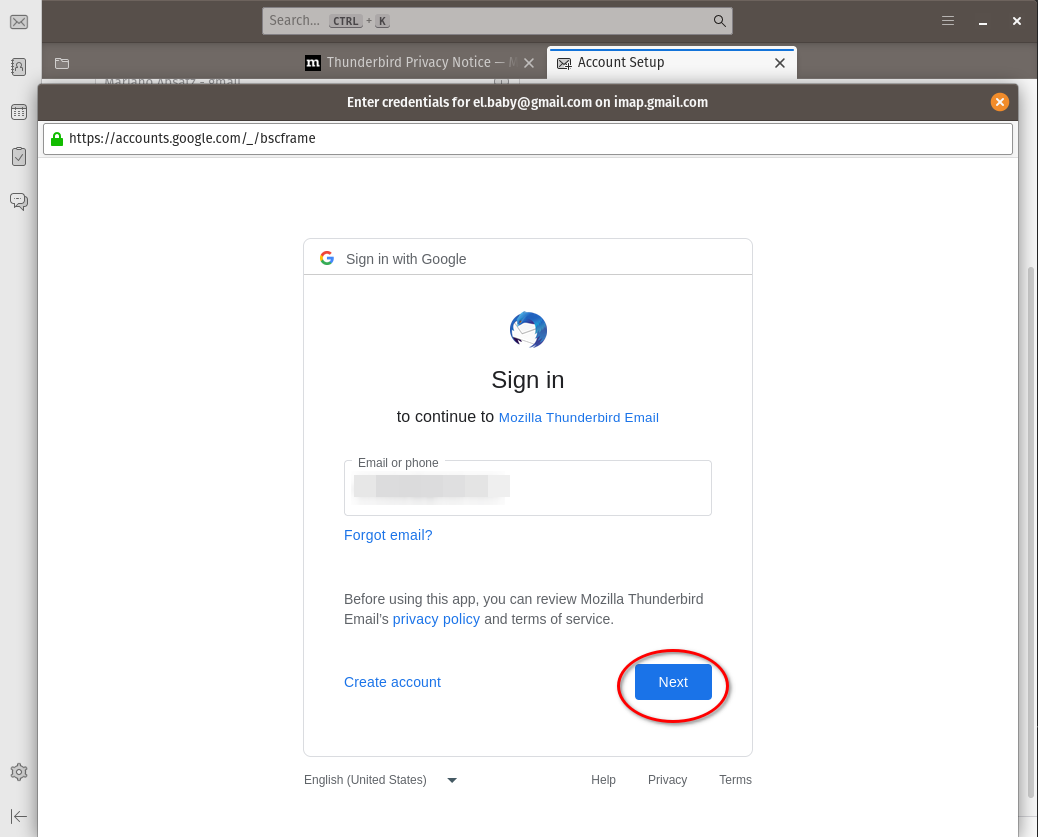 Search... CTRL + K
m Thunderbird Privacy Notice — M
Account Setup
Mariano Absatz - gmail
Enter credentials for el.baby@gmail.com on imap.gmail.com
https://accounts.google.com/_/bscframe
Sign in with Google
Sign in
to continue to Mozilla Thunderbird Email
Email or phone
Forgot email?
Before using this app, you can review Mozilla Thunderbird
Email's privacy policy and terms of service.
Create account
Next
English (United States)
Help
Privacy
Terms